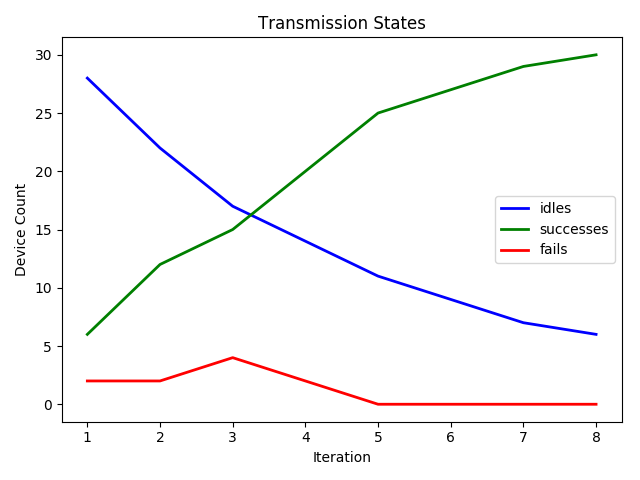 Transmission States
Device Count
30
25
20
15
10
5
0
idles
successes
fails
1 2 3 4 5 6 7 8
Iteration